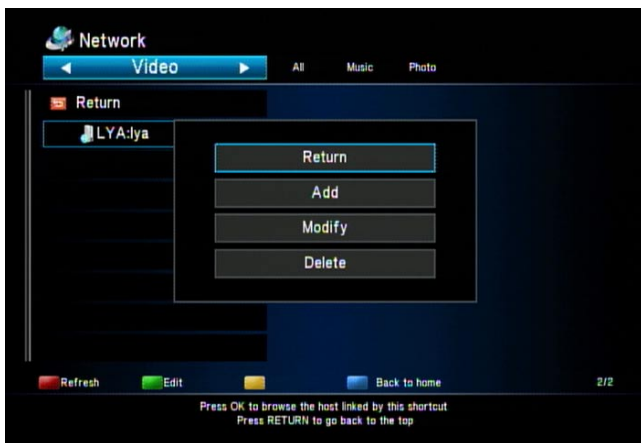 Network
Video All Music Photo
Return
LYA:lya
Return
Add
Modify
Delete
Refresh Edit Back to home 2/2
Press OK to browse the host linked by this shortcut
Press RETURN to go back to the top